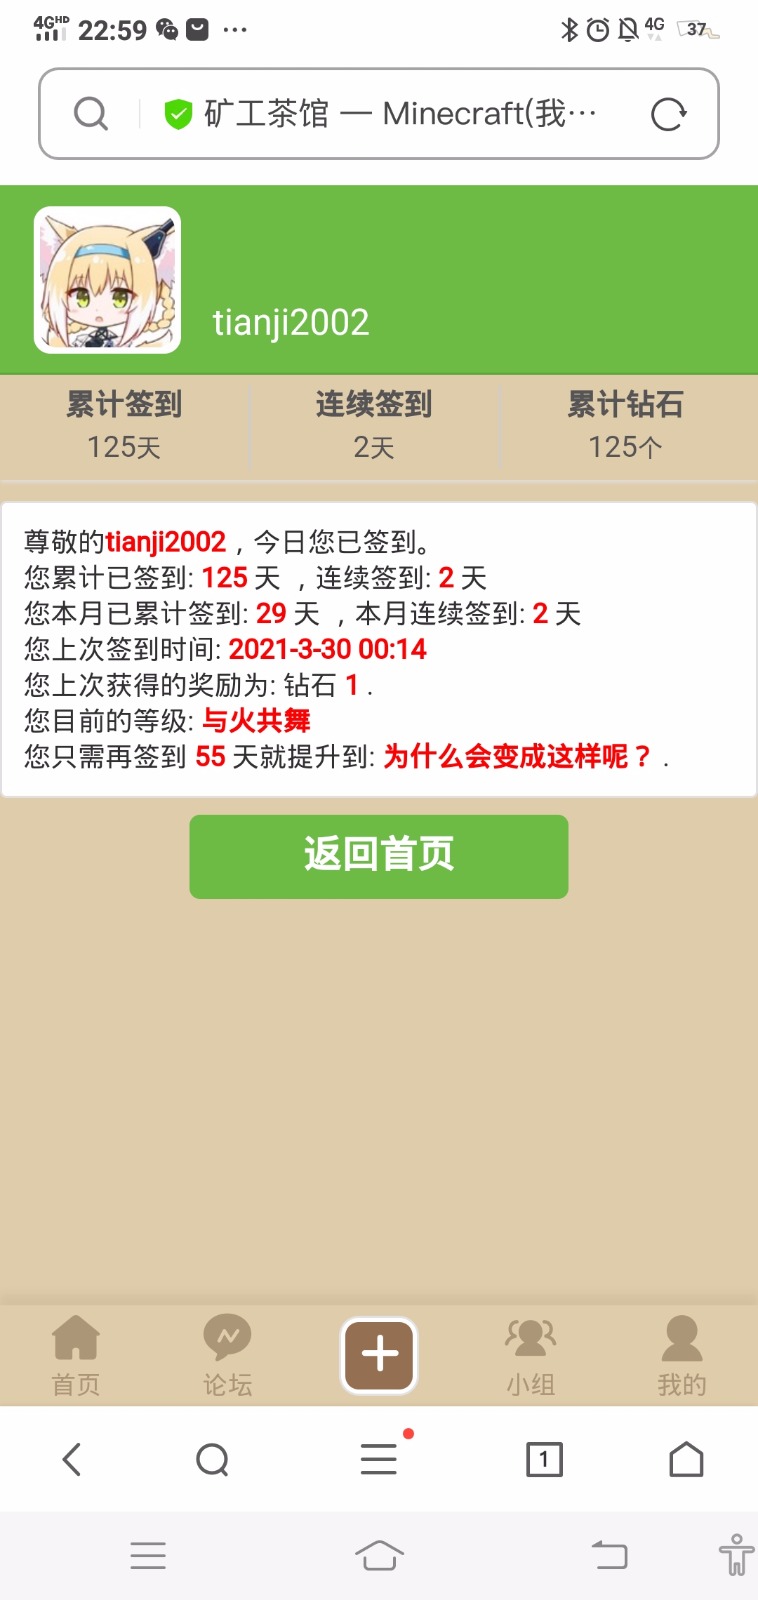 4G HD 22:59 ··· 4G 37
矿工茶馆 — Minecraft(我···
tianji2002
累计签到 连续签到 累计钻石
125天 2天 125个
尊敬的tianji2002，今日您已签到。
您累计已签到: 125 天 ，连续签到: 2 天
您本月已累计签到: 29 天 ，本月连续签到: 2 天
您上次签到时间: 2021-3-30 00:14
您上次获得的奖励为: 钻石 1 .
您目前的等级: 与火共舞
您只需再签到 55 天就提升到: 为什么会变成这样呢？ .
返回首页
首页 论坛 小组 我的
1